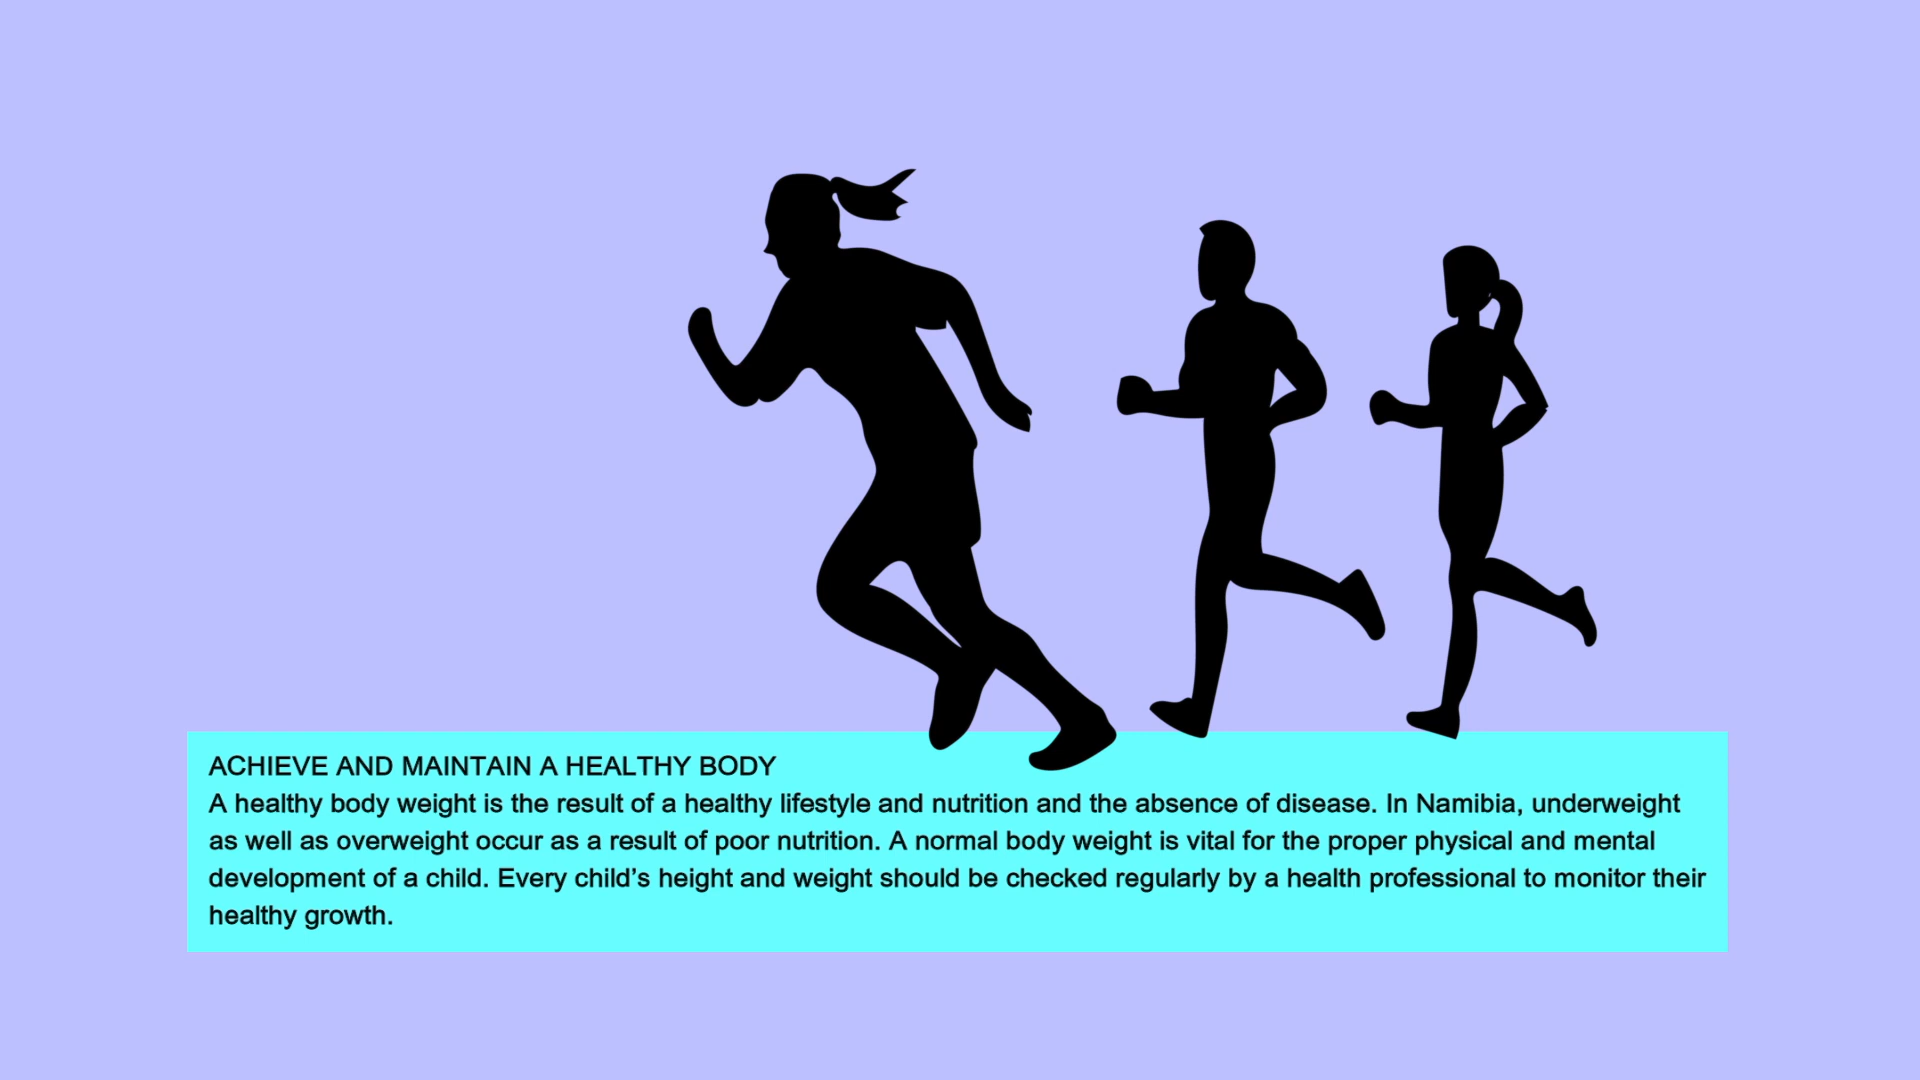 ACHIEVE AND MAINTAIN A HEALTHY BODY
A healthy body weight is the result of a healthy lifestyle and nutrition and the absence of disease. In Namibia, underweight
as well as overweight occur as a result of poor nutrition. A normal body weight is vital for the proper physical and mental
development of a child. Every child’s height and weight should be checked regularly by a health professional to monitor their
healthy growth.